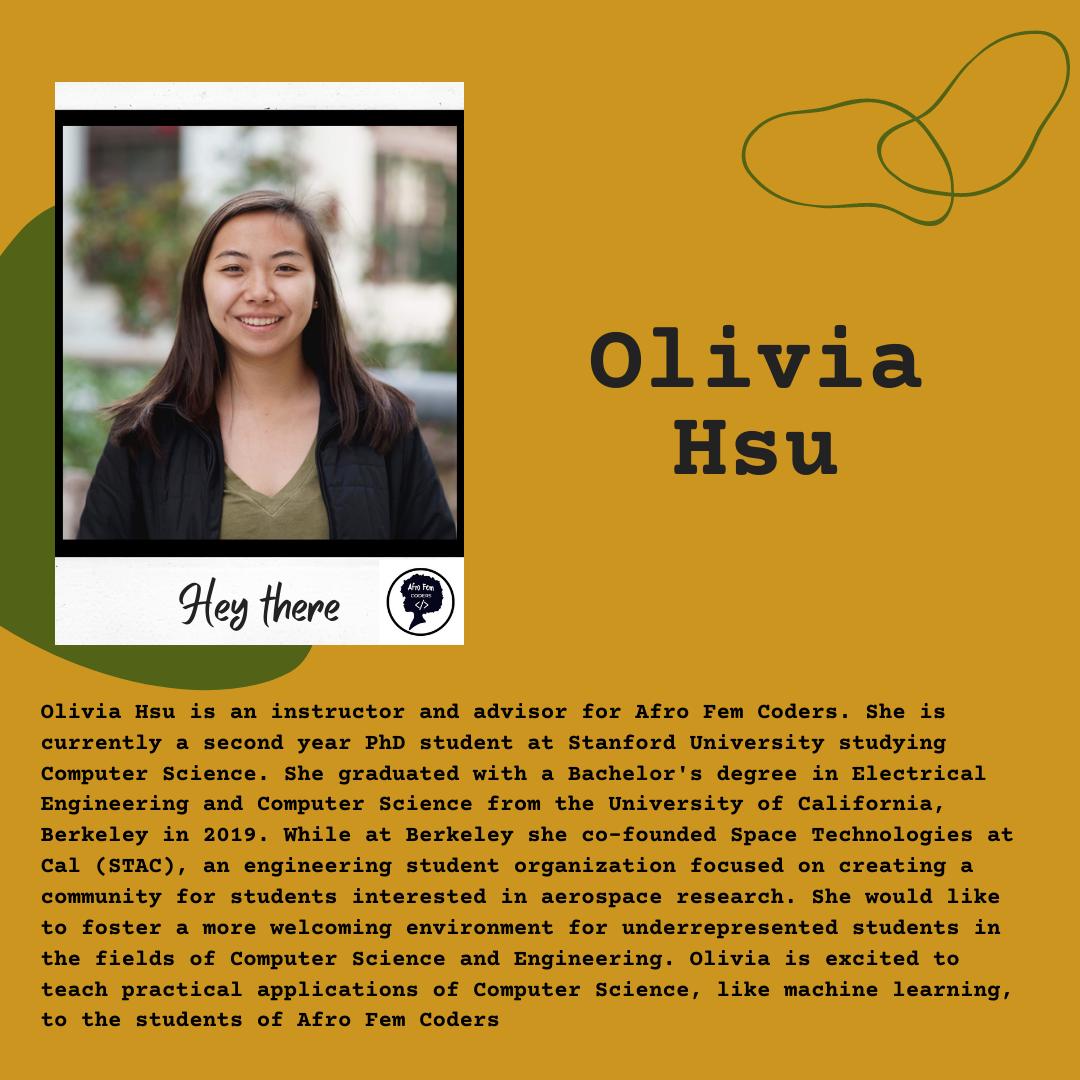 Olivia
Hsu
Hey there
Afro Fem
CODERS
</>
Olivia Hsu is an instructor and advisor for Afro Fem Coders. She is
currently a second year PhD student at Stanford University studying
Computer Science. She graduated with a Bachelor's degree in Electrical
Engineering and Computer Science from the University of California,
Berkeley in 2019. While at Berkeley she co-founded Space Technologies at
Cal (STAC), an engineering student organization focused on creating a
community for students interested in aerospace research. She would like
to foster a more welcoming environment for underrepresented students in
the fields of Computer Science and Engineering. Olivia is excited to
teach practical applications of Computer Science, like machine learning,
to the students of Afro Fem Coders